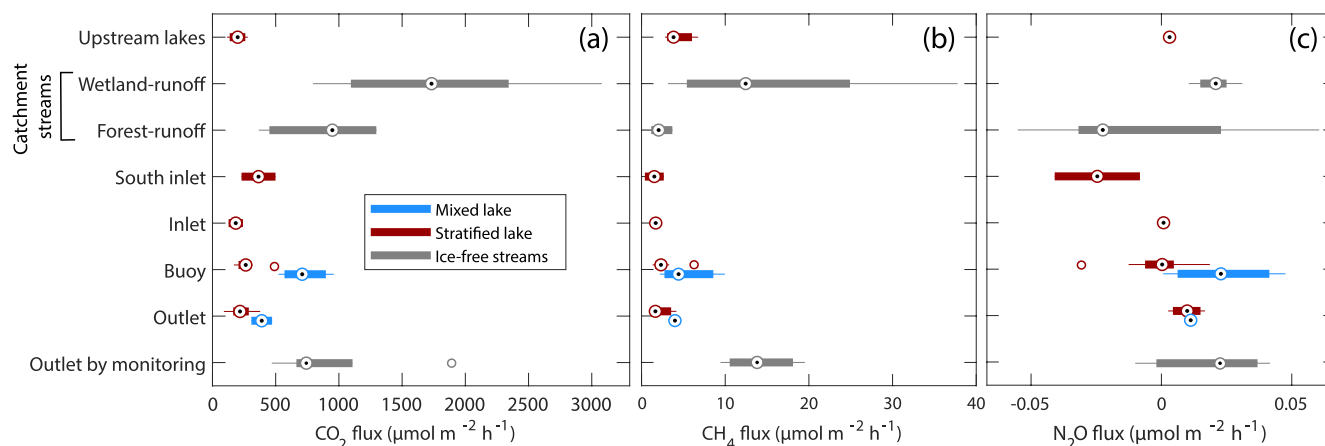 (a)
(b)
(c)
Catchment streams
Upstream lakes
Wetland-runoff
Forest-runoff
South inlet
Inlet
Buoy
Outlet
Outlet by monitoring
Mixed lake
Stratified lake
Ice-free streams
0 500 1000 1500 2000 2500 3000
0 10 20 30 40
-0.05 0 0.05
CO₂ flux (μmol m ⁻² h⁻¹)
CH₄ flux (μmol m ⁻² h⁻¹)
N₂O flux (μmol m ⁻² h⁻¹)